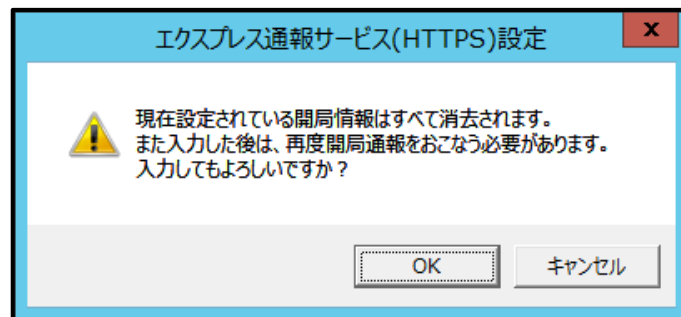 エクスプレス通報サービス(HTTPS)設定
x
現在設定されている開局情報はすべて消去されます。
また入力した後は、再度開局通報をおこなう必要があります。
入力してもよろしいですか？
OK
キャンセル